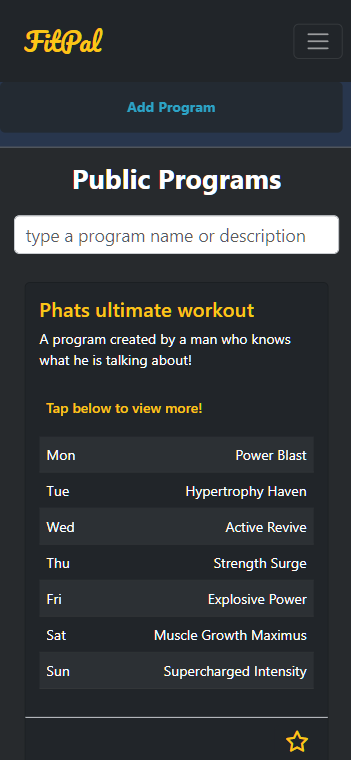 FitPal
Add Program
Public Programs
type a program name or description
Phats ultimate workout
A program created by a man who knows
what he is talking about!
Tap below to view more!
Mon Power Blast
Tue Hypertrophy Haven
Wed Active Revive
Thu Strength Surge
Fri Explosive Power
Sat Muscle Growth Maximus
Sun Supercharged Intensity